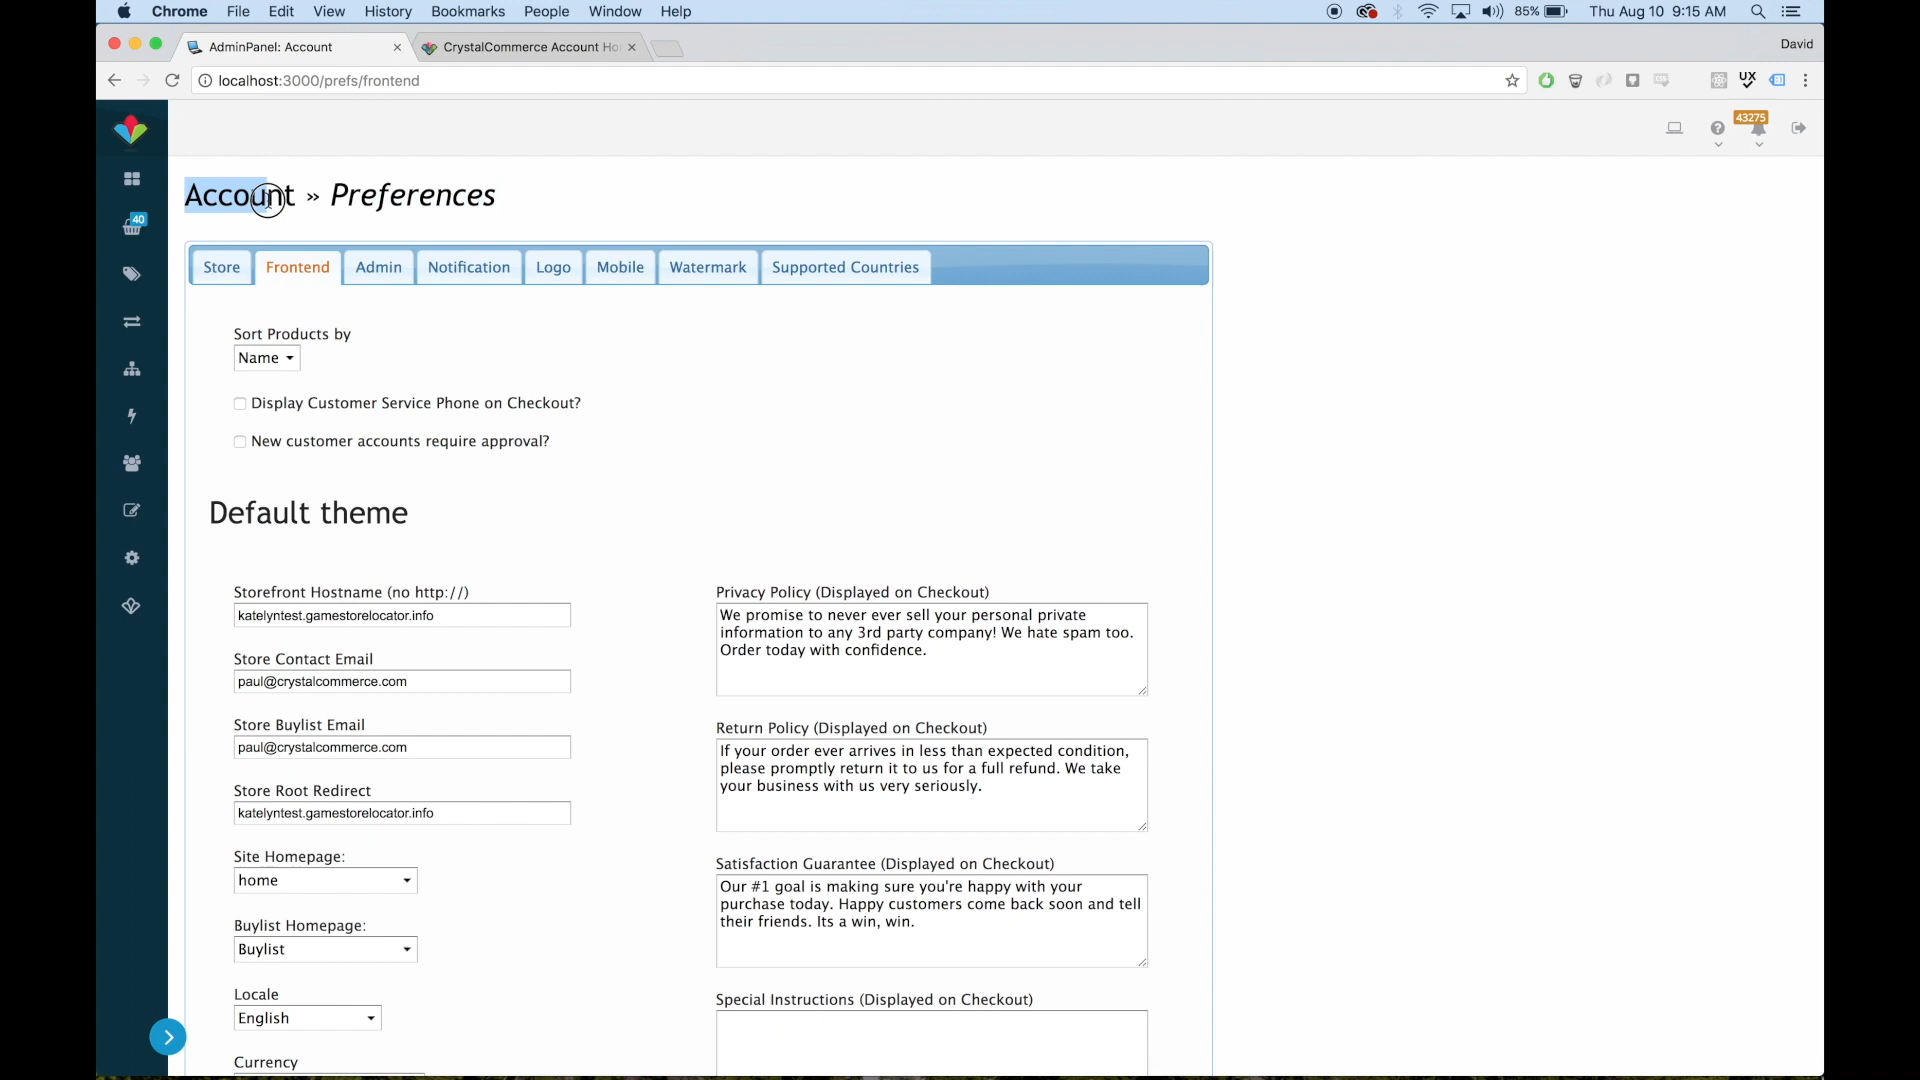 Chrome File Edit View History Bookmarks People Window Help
85% Thu Aug 10 9:15 AM
AdminPanel: Account
CrystalCommerce Account Ho
David
localhost:3000/prefs/frontend
UX
43275
40
Account » Preferences
Store Frontend Admin Notification Logo Mobile Watermark Supported Countries
Sort Products by
Name
Display Customer Service Phone on Checkout?
New customer accounts require approval?
Default theme
Storefront Hostname (no http://)
katelyntest.gamestorelocator.info
Store Contact Email
paul@crystalcommerce.com
Store Buylist Email
paul@crystalcommerce.com
Store Root Redirect
katelyntest.gamestorelocator.info
Site Homepage:
home
Buylist Homepage:
Buylist
Locale
English
Currency
Privacy Policy (Displayed on Checkout)
We promise to never ever sell your personal private
information to any 3rd party company! We hate spam too.
Order today with confidence.
Return Policy (Displayed on Checkout)
If your order ever arrives in less than expected condition,
please promptly return it to us for a full refund. We take
your business with us very seriously.
Satisfaction Guarantee (Displayed on Checkout)
Our #1 goal is making sure you're happy with your
purchase today. Happy customers come back soon and tell
their friends. Its a win, win.
Special Instructions (Displayed on Checkout)